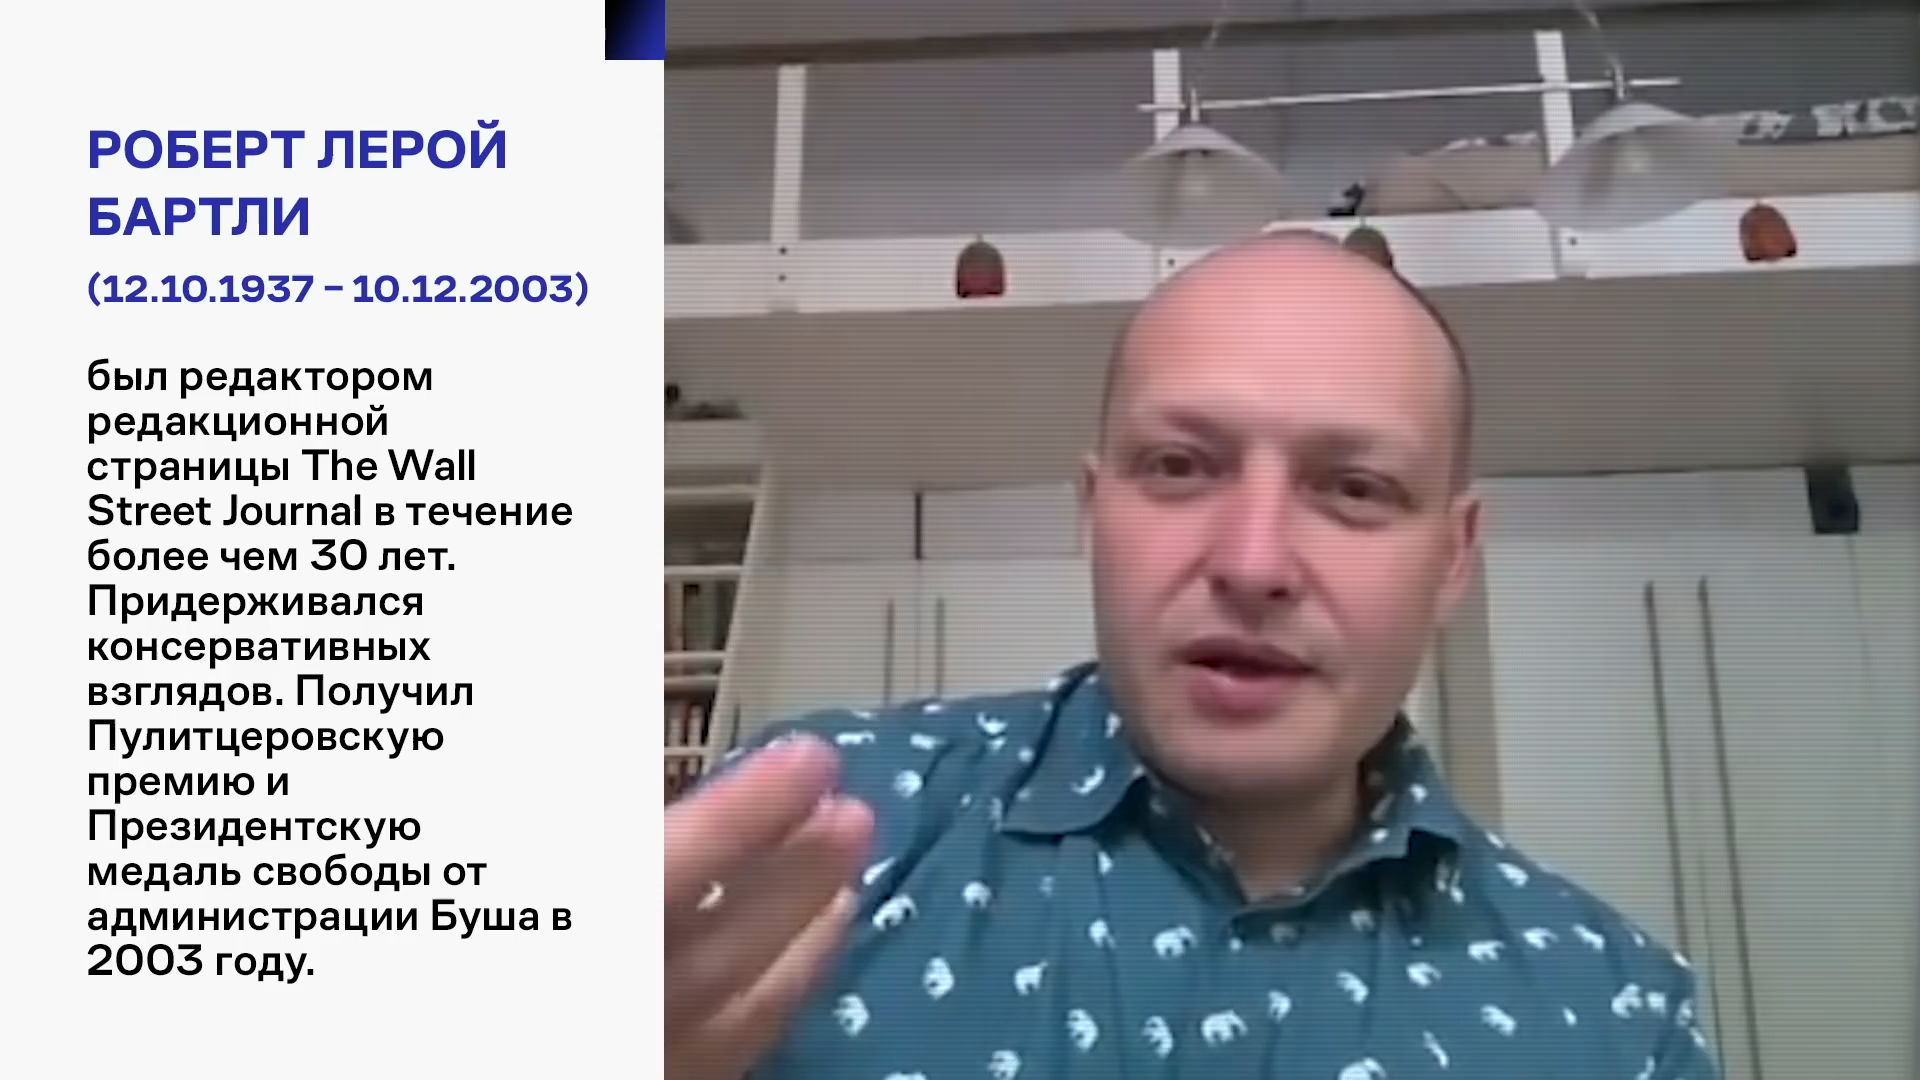 РОБЕРТ ЛЕРОЙ
БАРТЛИ
(12.10.1937 – 10.12.2003)
был редактором
редакционной
страницы The Wall
Street Journal в течение
более чем 30 лет.
Придерживался
консервативных
взглядов. Получил
Пулитцеровскую
премию и
Президентскую
медаль свободы от
администрации Буша в
2003 году.